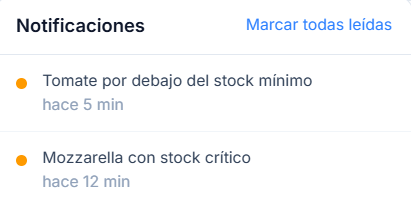 Notificaciones
Marcar todas leídas
Tomate por debajo del stock mínimo
hace 5 min
Mozzarella con stock crítico
hace 12 min